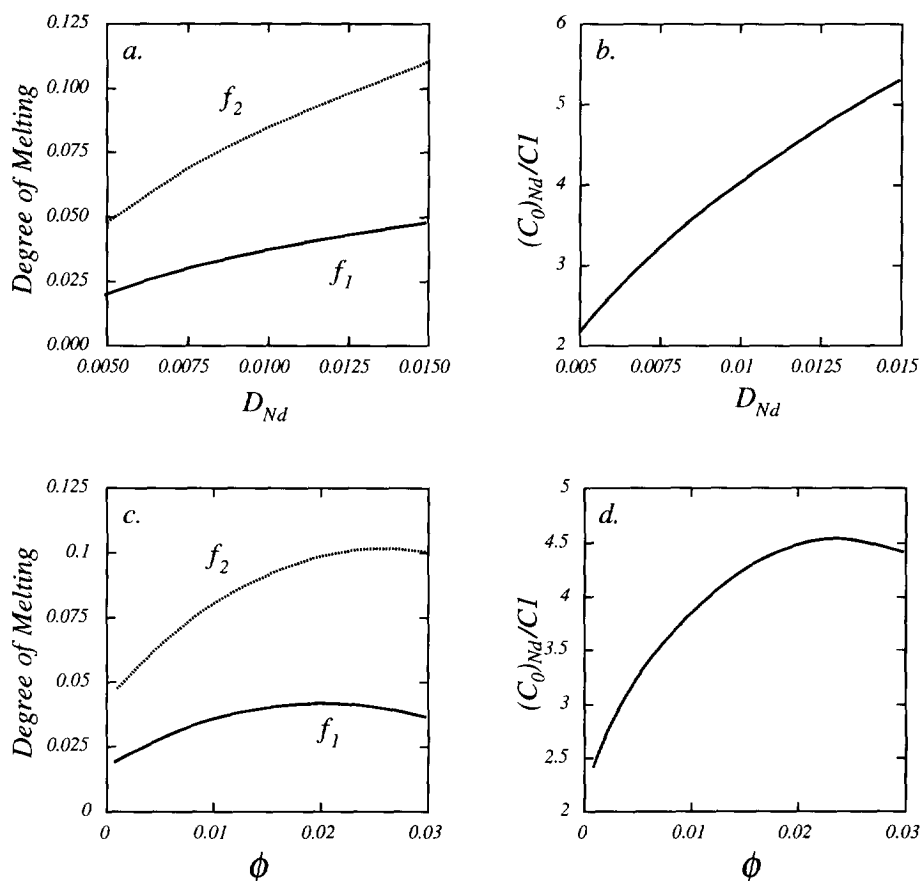 a.
Degree of Melting
0.125
0.100
0.075
0.050
0.025
0.000
f2
f1
0.0050 0.0075 0.0100 0.0125 0.0150
DNd
b.
(C0)Nd/C1
6
5
4
3
2
0.005 0.0075 0.01 0.0125 0.015
DNd
c.
Degree of Melting
0.125
0.1
0.075
0.05
0.025
0
f2
f1
0 0.01 0.02 0.03
ϕ
d.
(C0)Nd/C1
5
4.5
4
3.5
3
2.5
2
0 0.01 0.02 0.03
ϕ